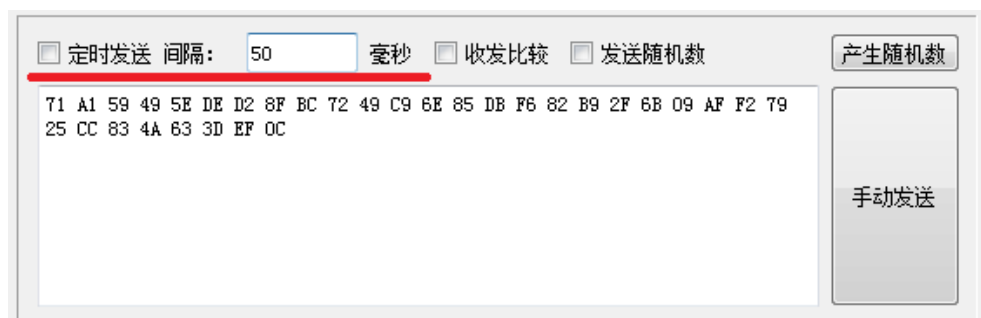 定时发送 间隔: 50 毫秒 收发比较 发送随机数 产生随机数
71 A1 59 49 5E DE D2 8F BC 72 49 C9 6E 85 DB F6 82 B9 2F 6B 09 AF F2 79
25 CC 83 4A 63 3D EF 0C
手动发送